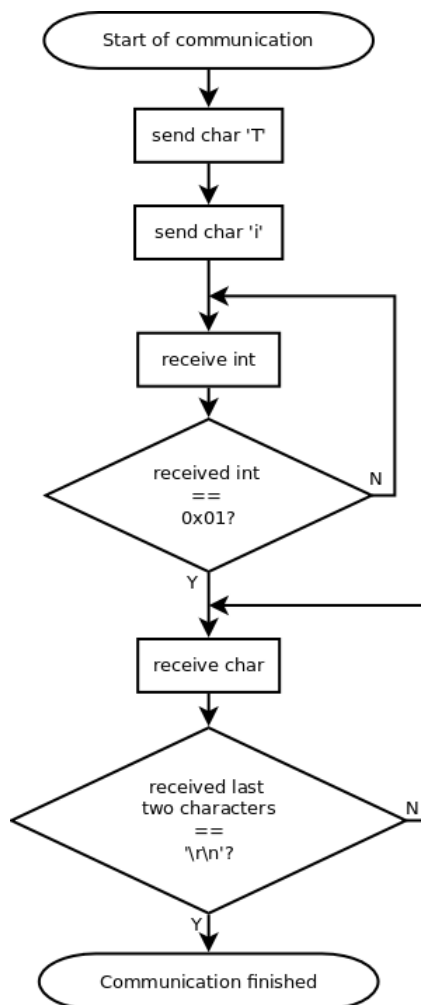 Start of communication
send char 'T'
send char 'i'
receive int
received int
==
0x01?
N
Y
receive char
received last
two characters
==
'\r\n'?
N
Y
Communication finished